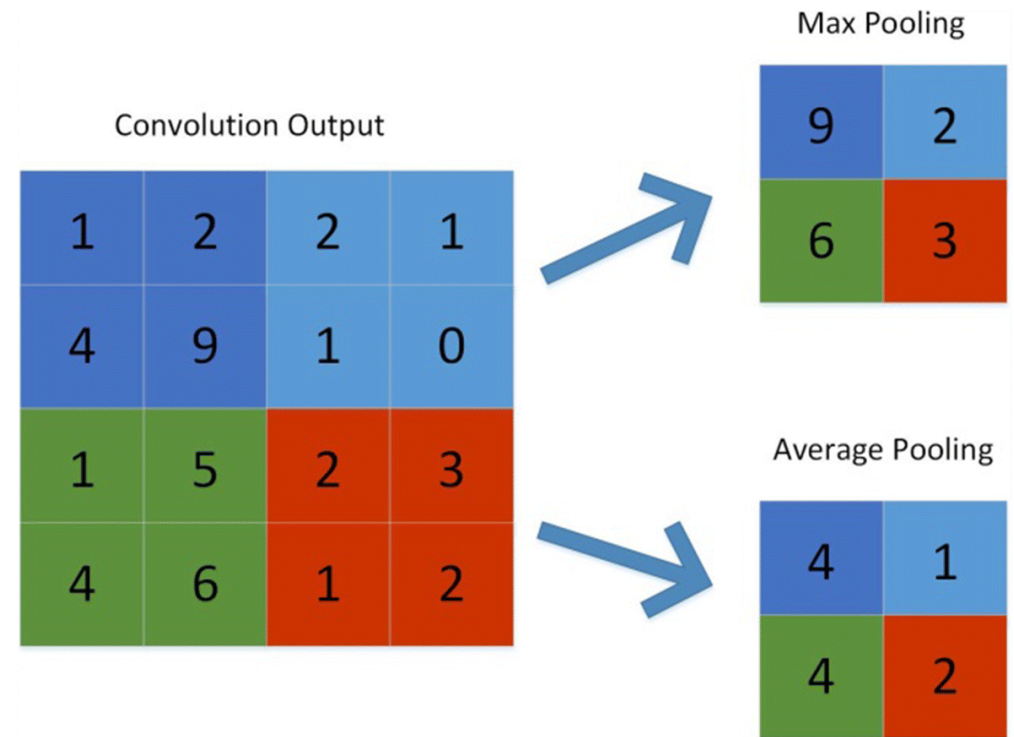 Convolution Output
1 2 2 1
4 9 1 0
1 5 2 3
4 6 1 2
Max Pooling
9 2
6 3
Average Pooling
4 1
4 2